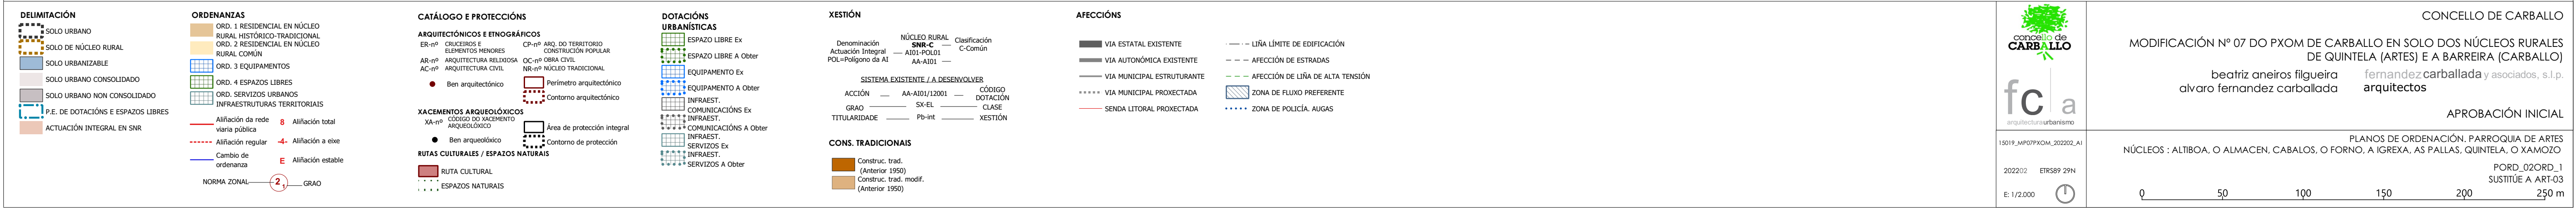 DELIMITACIÓN
SOLO URBANO
SOLO DE NÚCLEO RURAL
SOLO URBANIZABLE
SOLO URBANO CONSOLIDADO
SOLO URBANO NON CONSOLIDADO
P.E. DE DOTACIÓNS E ESPAZOS LIBRES
ACTUACIÓN INTEGRAL EN SNR
ORDENANZAS
ORD. 1 RESIDENCIAL EN NÚCLEO
RURAL HISTÓRICO-TRADICIONAL
ORD. 2 RESIDENCIAL EN NÚCLEO
RURAL COMÚN
ORD. 3 EQUIPAMENTOS
ORD. 4 ESPAZOS LIBRES
ORD. SERVIZOS URBANOS
INFRAESTRUTURAS TERRITORIAIS
Aliñación da rede
viaria pública
8 Aliñación total
Aliñación regular
4 Aliñación a eixe
Cambio de
ordenanza
E Aliñación estable
NORMA ZONAL 2 1 GRAO
CATÁLOGO E PROTECCIÓNS
ARQUITECTÓNICOS E ETNOGRÁFICOS
ER-nº CRUCEIROS E
ELEMENTOS MENORES
CP-nº ARQ. DO TERRITORIO
CONSTRUCIÓN POPULAR
AR-nº ARQUITECTURA RELIXIOSA
OC-nº OBRA CIVIL
AC-nº ARQUITECTURA CIVIL
NR-nº NÚCLEO TRADICIONAL
Ben arquitectónico
Perímetro arquitectónico
Contorno arquitectónico
XACEMENTOS ARQUEOLÓXICOS
XA-nº CÓDIGO DO XACEMENTO
ARQUEOLÓXICO
Área de protección integral
Ben arqueolóxico
Contorno de protección
RUTAS CULTURALES / ESPAZOS NATURAIS
RUTA CULTURAL
ESPAZOS NATURAIS
DOTACIÓNS
URBANÍSTICAS
ESPAZO LIBRE Ex
ESPAZO LIBRE A Obter
EQUIPAMENTO Ex
EQUIPAMENTO A Obter
INFRAEST.
COMUNICACIÓNS Ex
INFRAEST.
COMUNICACIÓNS A Obter
INFRAEST.
SERVIZOS Ex
INFRAEST.
SERVIZOS A Obter
XESTIÓN
Denominación
Actuación Integral
POL=Polígono da AI
NÚCLEO RURAL
SNR-C
AI01-POL01
AA-AI01
Clasificación
C-Común
SISTEMA EXISTENTE / A DESENVOLVER
ACCIÓN AA-AI01/12001 CÓDIGO
DOTACIÓN
GRAO SX-EL CLASE
TITULARIDADE Pb-int XESTIÓN
CONS. TRADICIONAIS
Construc. trad.
(Anterior 1950)
Construc. trad. modif.
(Anterior 1950)
AFECCIÓNS
VIA ESTATAL EXISTENTE
VIA AUTONÓMICA EXISTENTE
VIA MUNICIPAL ESTRUTURANTE
VIA MUNICIPAL PROXECTADA
SENDA LITORAL PROXECTADA
LIÑA LÍMITE DE EDIFICACIÓN
AFECCIÓN DE ESTRADAS
AFECCIÓN DE LIÑA DE ALTA TENSIÓN
ZONA DE FLUXO PREFERENTE
ZONA DE POLICÍA. AUGAS
concello de
CARBALLO
fc a
arquitecturaurbanismo
CONCELLO DE CARBALLO
MODIFICACIÓN Nº 07 DO PXOM DE CARBALLO EN SOLO DOS NÚCLEOS RURALES
DE QUINTELA (ARTES) E A BARREIRA (CARBALLO)
beatriz aneiros filgueira
alvaro fernandez carballada
fernandez carballada y asociados, s.l.p.
arquitectos
APROBACIÓN INICIAL
15019_MP07PXOM_202202_AI
202202 ETRS89 29N
E: 1/2.000
PLANOS DE ORDENACIÓN. PARROQUIA DE ARTES
NÚCLEOS : ALTIBOA, O ALMACEN, CABALOS, O FORNO, A IGREXA, AS PALLAS, QUINTELA, O XAMOZO
PORD_02ORD_1
SUSTITÚE A ART-03
0 50 100 150 200 250 m